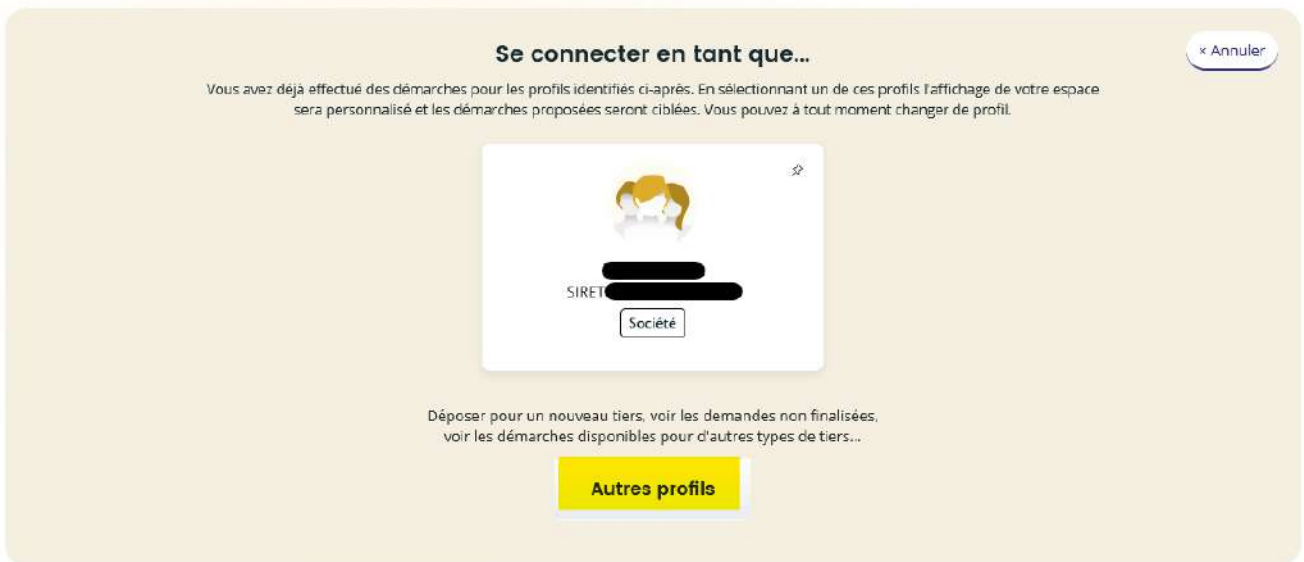 Se connecter en tant que...
× Annuler
Vous avez déjà effectué des démarches pour les profils identifiés ci-après. En sélectionnant un de ces profils l'affichage de votre espace
sera personnalisé et les démarches proposées seront ciblées. Vous pouvez à tout moment changer de profil.
SIRET
Société
Déposer pour un nouveau tiers, voir les demandes non finalisées,
voir les démarches disponibles pour d'autres types de tiers...
Autres profils